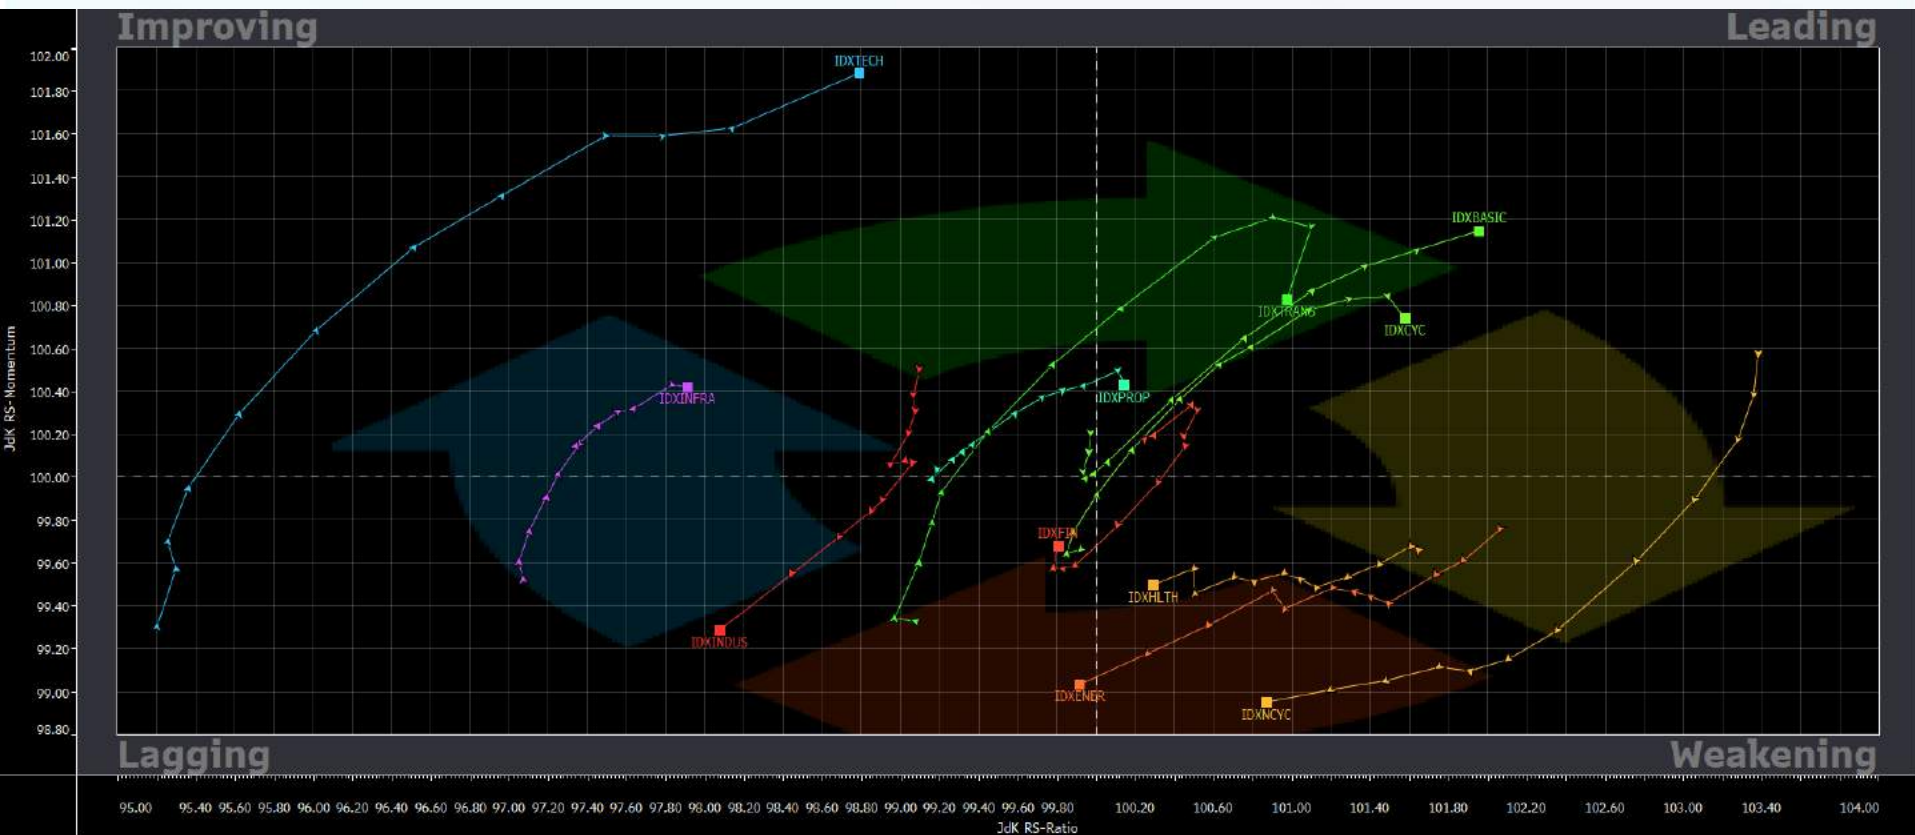 Improving
Leading
IDXTECH
102.00
101.80
101.60
101.40
101.20
101.00
100.80
100.60
100.40
100.20
100.00
99.80
99.60
99.40
99.20
99.00
98.80
JdK RS-Momentum
IDXBASIC
IDXTRANS
IDXCYC
IDXINFRA
IDXPROP
IDXFIN
IDXHLTH
IDXINDUS
IDXENER
IDXNCYC
Lagging
Weakening
95.00 95.40 95.60 95.80 96.00 96.20 96.40 96.60 96.80 97.00 97.20 97.40 97.60 97.80 98.00 98.20 98.40 98.60 98.80 99.00 99.20 99.40 99.60 99.80 100.20 100.60 101.00 101.40 101.80 102.20 102.60 103.00 103.40 104.00
JdK RS-Ratio